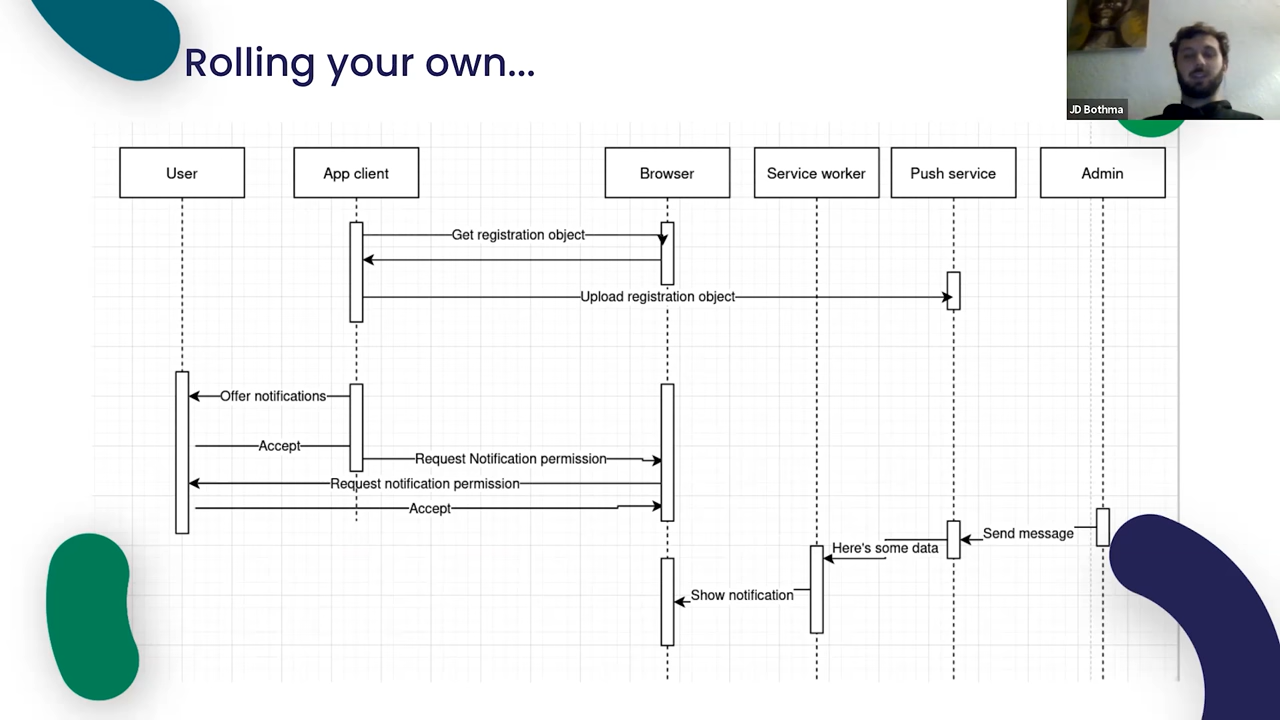 Rolling your own...
JD Bothma
User
App client
Browser
Service worker
Push service
Admin
Get registration object
Upload registration object
Offer notifications
Accept
Request Notification permission
Request notification permission
Accept
Send message
Here's some data
Show notification